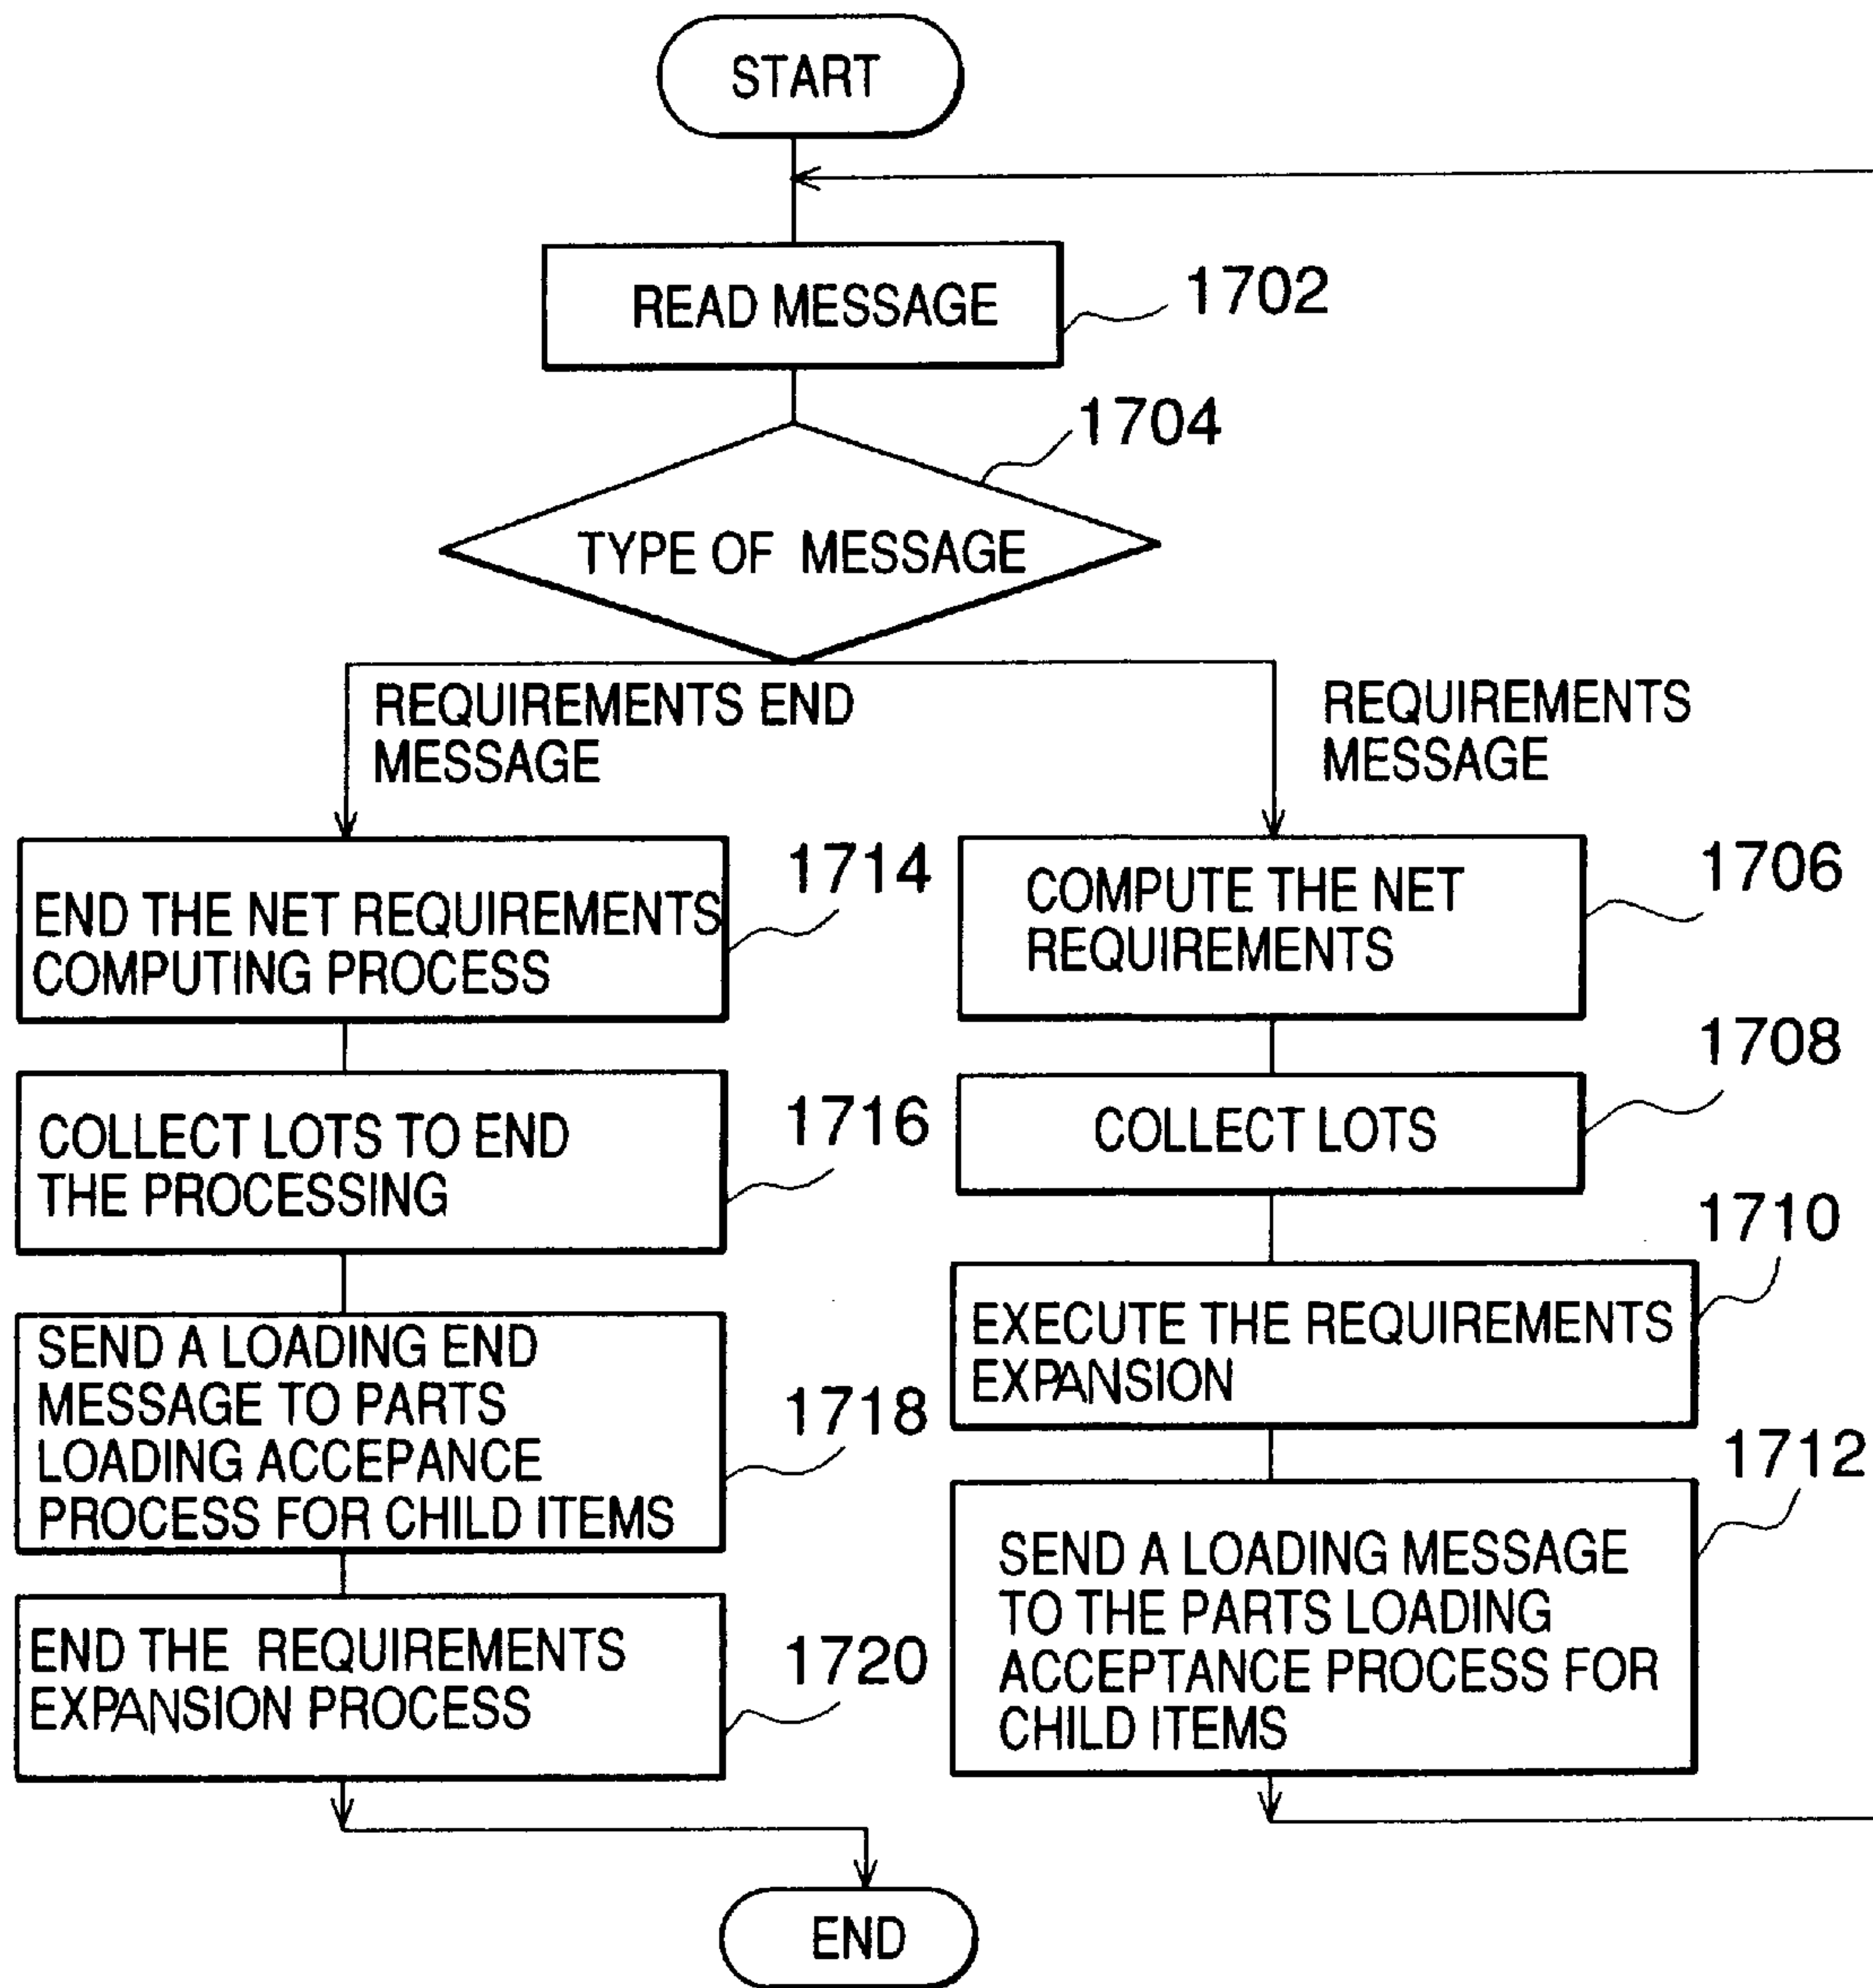 START
READ MESSAGE
1702
1704
TYPE OF MESSAGE
REQUIREMENTS END
MESSAGE
REQUIREMENTS
MESSAGE
END THE NET REQUIREMENTS
COMPUTING PROCESS
1714
COMPUTE THE NET
REQUIREMENTS
1706
COLLECT LOTS TO END
THE PROCESSING
1716
COLLECT LOTS
1708
SEND A LOADING END
MESSAGE TO PARTS
LOADING ACCEPANCE
PROCESS FOR CHILD ITEMS
1718
EXECUTE THE REQUIREMENTS
EXPANSION
1710
END THE REQUIREMENTS
EXPANSION PROCESS
1720
SEND A LOADING MESSAGE
TO THE PARTS LOADING
ACCEPTANCE PROCESS FOR
CHILD ITEMS
1712
END